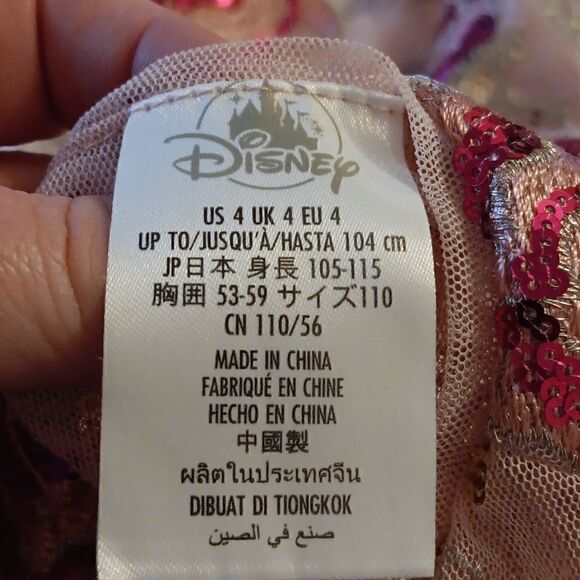 Disney
US 4 UK 4 EU 4
UP TO/JUSQU'À/HASTA 104 cm
JP日本 身長 105-115
胸囲 53-59 サイズ110
CN 110/56
MADE IN CHINA
FABRIQUÉ EN CHINE
HECHO EN CHINA
中國製
ผลิตในประเทศจีน
DIBUAT DI TIONGKOK
صنع في الصين